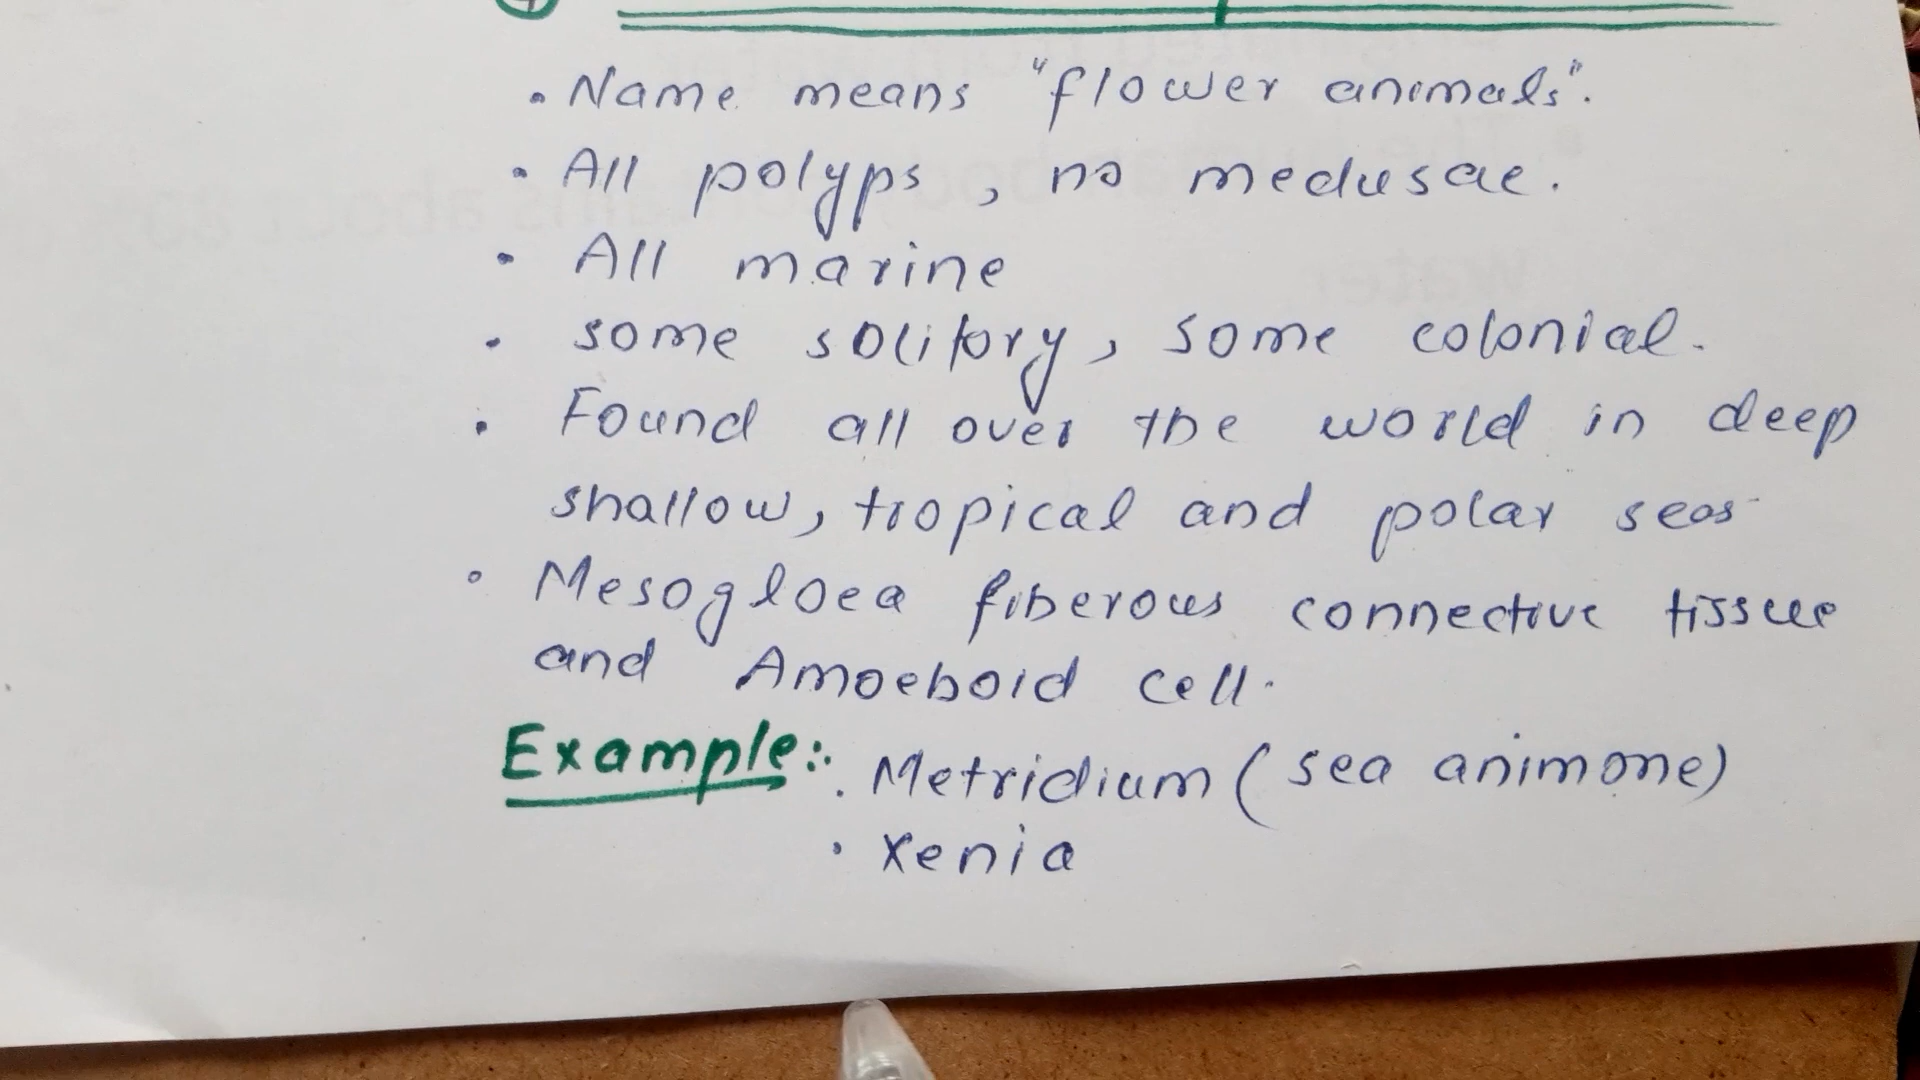 • Name means "flower animals".
• All polyps, no medusae.
• All marine
• some solitory, some colonial.
• Found all over the world in deep
shallow, tropical and polar seas
• Mesogloea fiberous connective tissue
and Amoeboid cell.
Example:. . Metridium (sea animone)
• Xenia